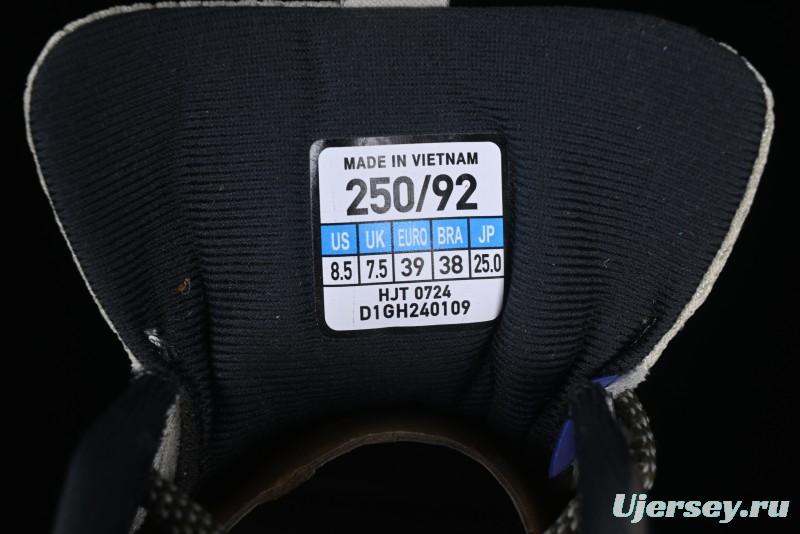 MADE IN VIETNAM
250/92
US UK EURO BRA JP
8.5 7.5 39 38 25.0
HJT 0724
D1GH240109
Ujersey.ru